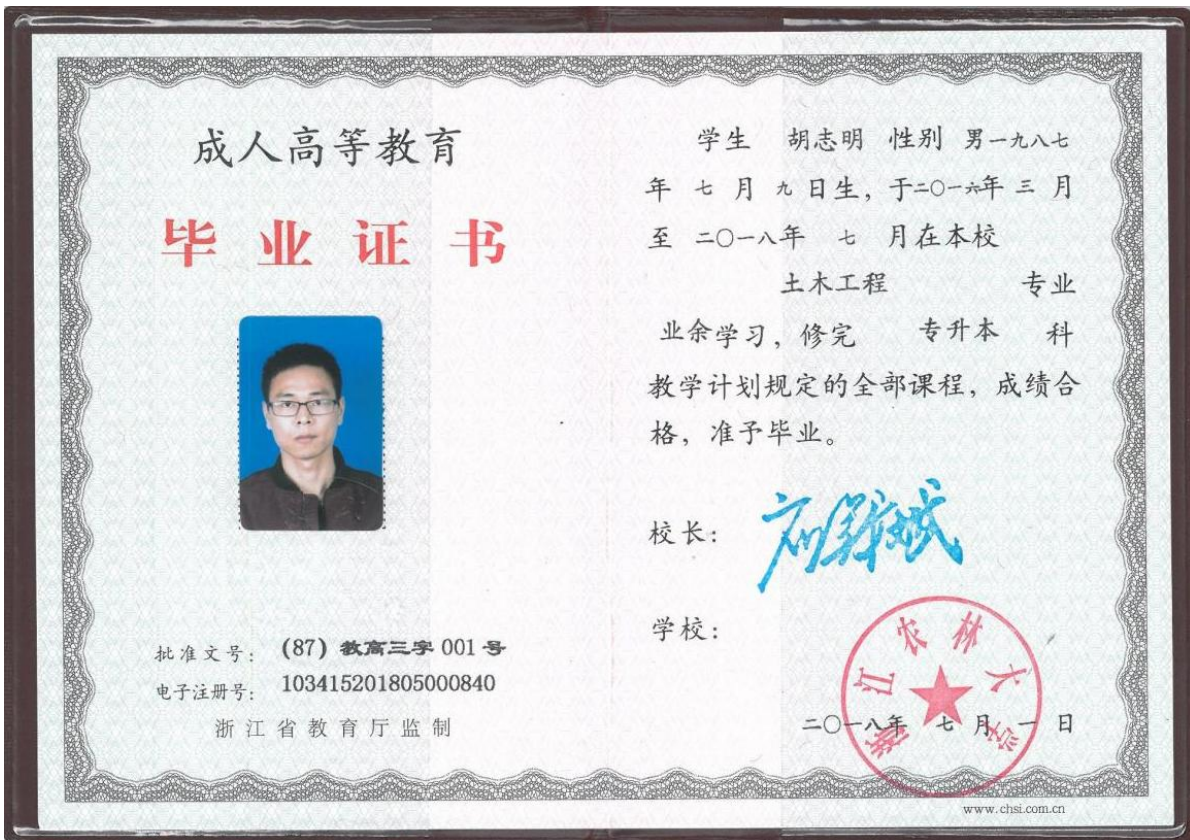 成人高等教育
毕业证书
批准文号: (87) 教高三字 001 号
电子注册号: 103415201805000840
浙江省教育厅监制
学生 胡志明 性别 男一九八七
年 七 月 九 日生, 于二〇一六年 三 月
至 二〇一八年 七 月在本校
土木工程 专业
业余学习, 修完 专升本 科
教学计划规定的全部课程, 成绩合
格, 准予毕业。
校长:
学校:
浙江农林大学
二〇一八年 七 月 一 日
www.chsi.com.cn